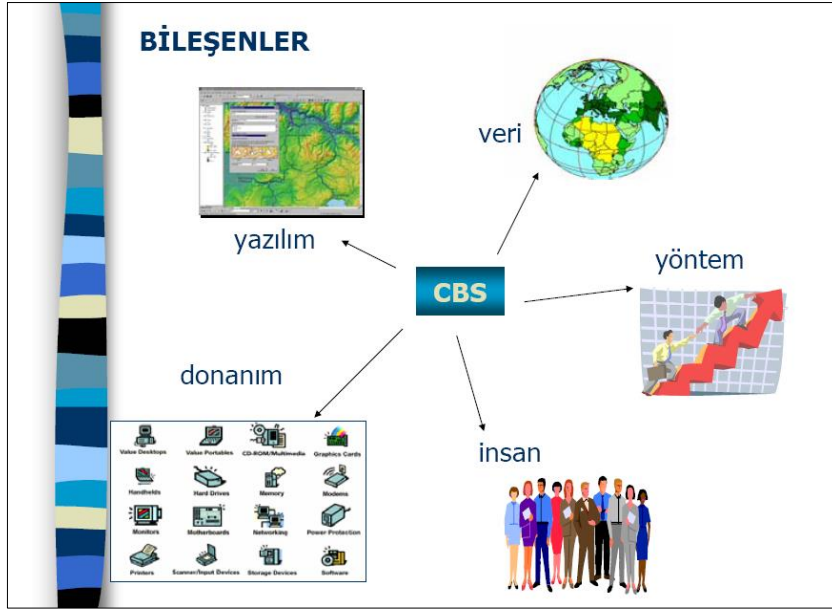 BİLEŞENLER
veri
yazılım
yöntem
CBS
donanım
insan
Value Desktops Value Portables CD-ROM/Multimedia Graphics Cards
Handhelds Hard Drives Memory Modems
Monitors Motherboards Networking Power Protection
Printers Scanner/Input Devices Storage Devices Software